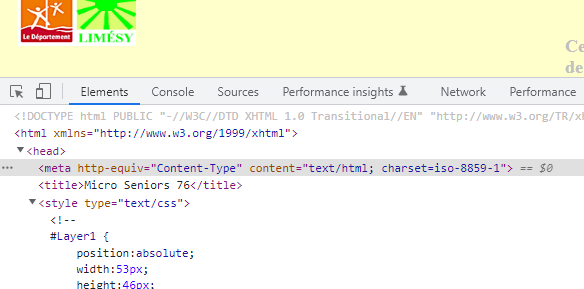 Le Département
LIMÉSY
Ce
de
Elements Console Sources Performance insights Network Performance
<!DOCTYPE html PUBLIC "-//W3C//DTD XHTML 1.0 Transitional//EN" "http://www.w3.org/TR/xh
<html xmlns="http://www.w3.org/1999/xhtml">
<head>
<meta http-equiv="Content-Type" content="text/html; charset=iso-8859-1"> == $0
<title>Micro Seniors 76</title>
<style type="text/css">
<!--
#Layer1 {
position:absolute;
width:53px;
height:46px;